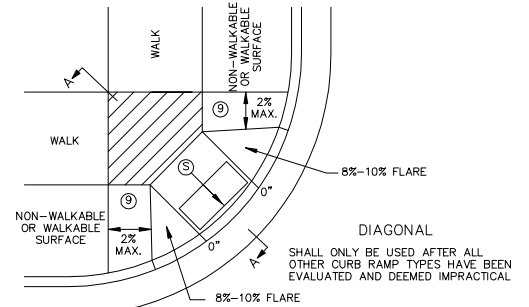 WALK
NON-WALKABLE
OR WALKABLE
SURFACE
A
9
2%
MAX.
WALK
S
8%-10% FLARE
0"
9
NON-WALKABLE
OR WALKABLE
SURFACE
2%
MAX.
0"
A
8%-10% FLARE
DIAGONAL
SHALL ONLY BE USED AFTER ALL
OTHER CURB RAMP TYPES HAVE BEEN
EVALUATED AND DEEMED IMPRACTICAL